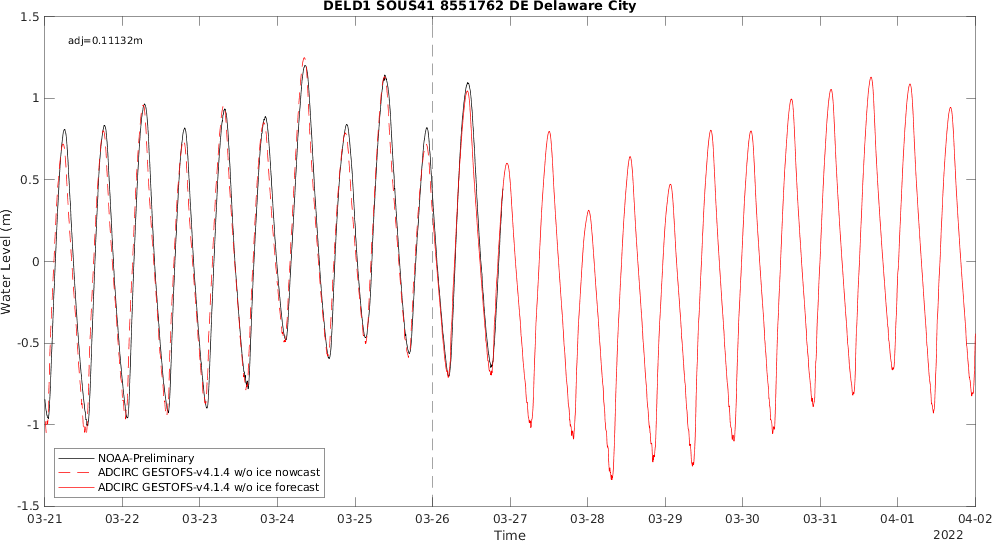 DELD1 SOUS41 8551762 DE Delaware City
adj=0.11132m
1.5
1
0.5
0
-0.5
-1
-1.5
Water Level (m)
NOAA-Preliminary
ADCIRC GESTOFS-v4.1.4 w/o ice nowcast
ADCIRC GESTOFS-v4.1.4 w/o ice forecast
03-21 03-22 03-23 03-24 03-25 03-26 03-27 03-28 03-29 03-30 03-31 04-01 04-02
Time
2022